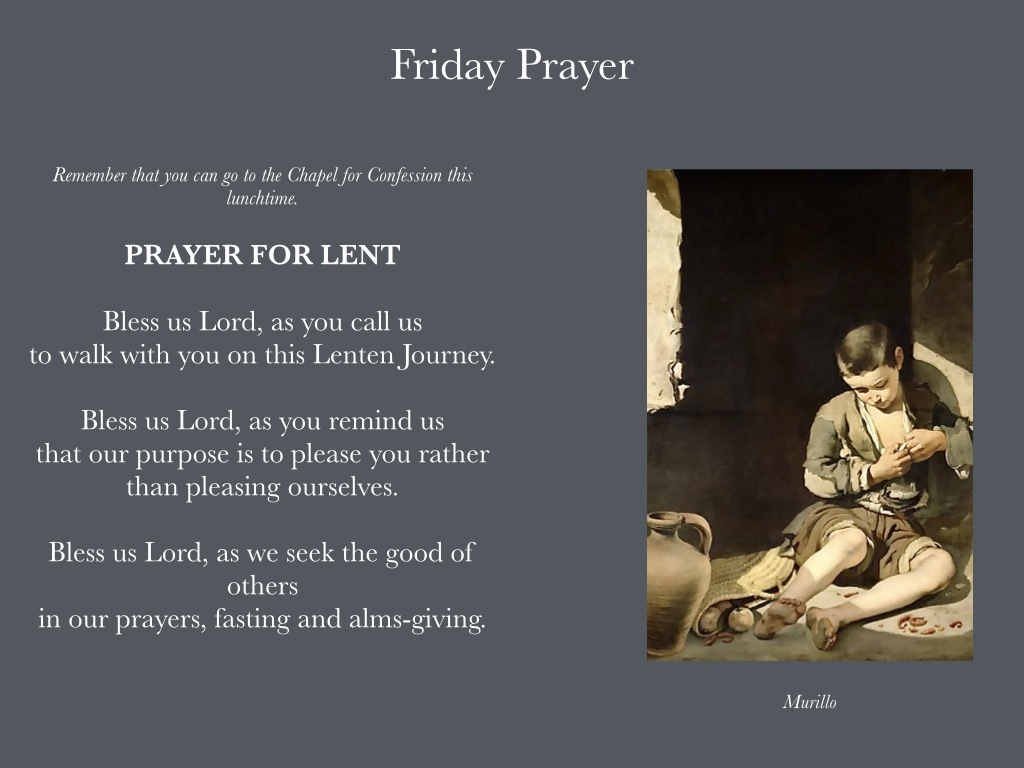 Friday Prayer
Remember that you can go to the Chapel for Confession this
lunchtime.
PRAYER FOR LENT
Bless us Lord, as you call us
to walk with you on this Lenten Journey.
Bless us Lord, as you remind us
that our purpose is to please you rather
than pleasing ourselves.
Bless us Lord, as we seek the good of
others
in our prayers, fasting and alms-giving.
Murillo